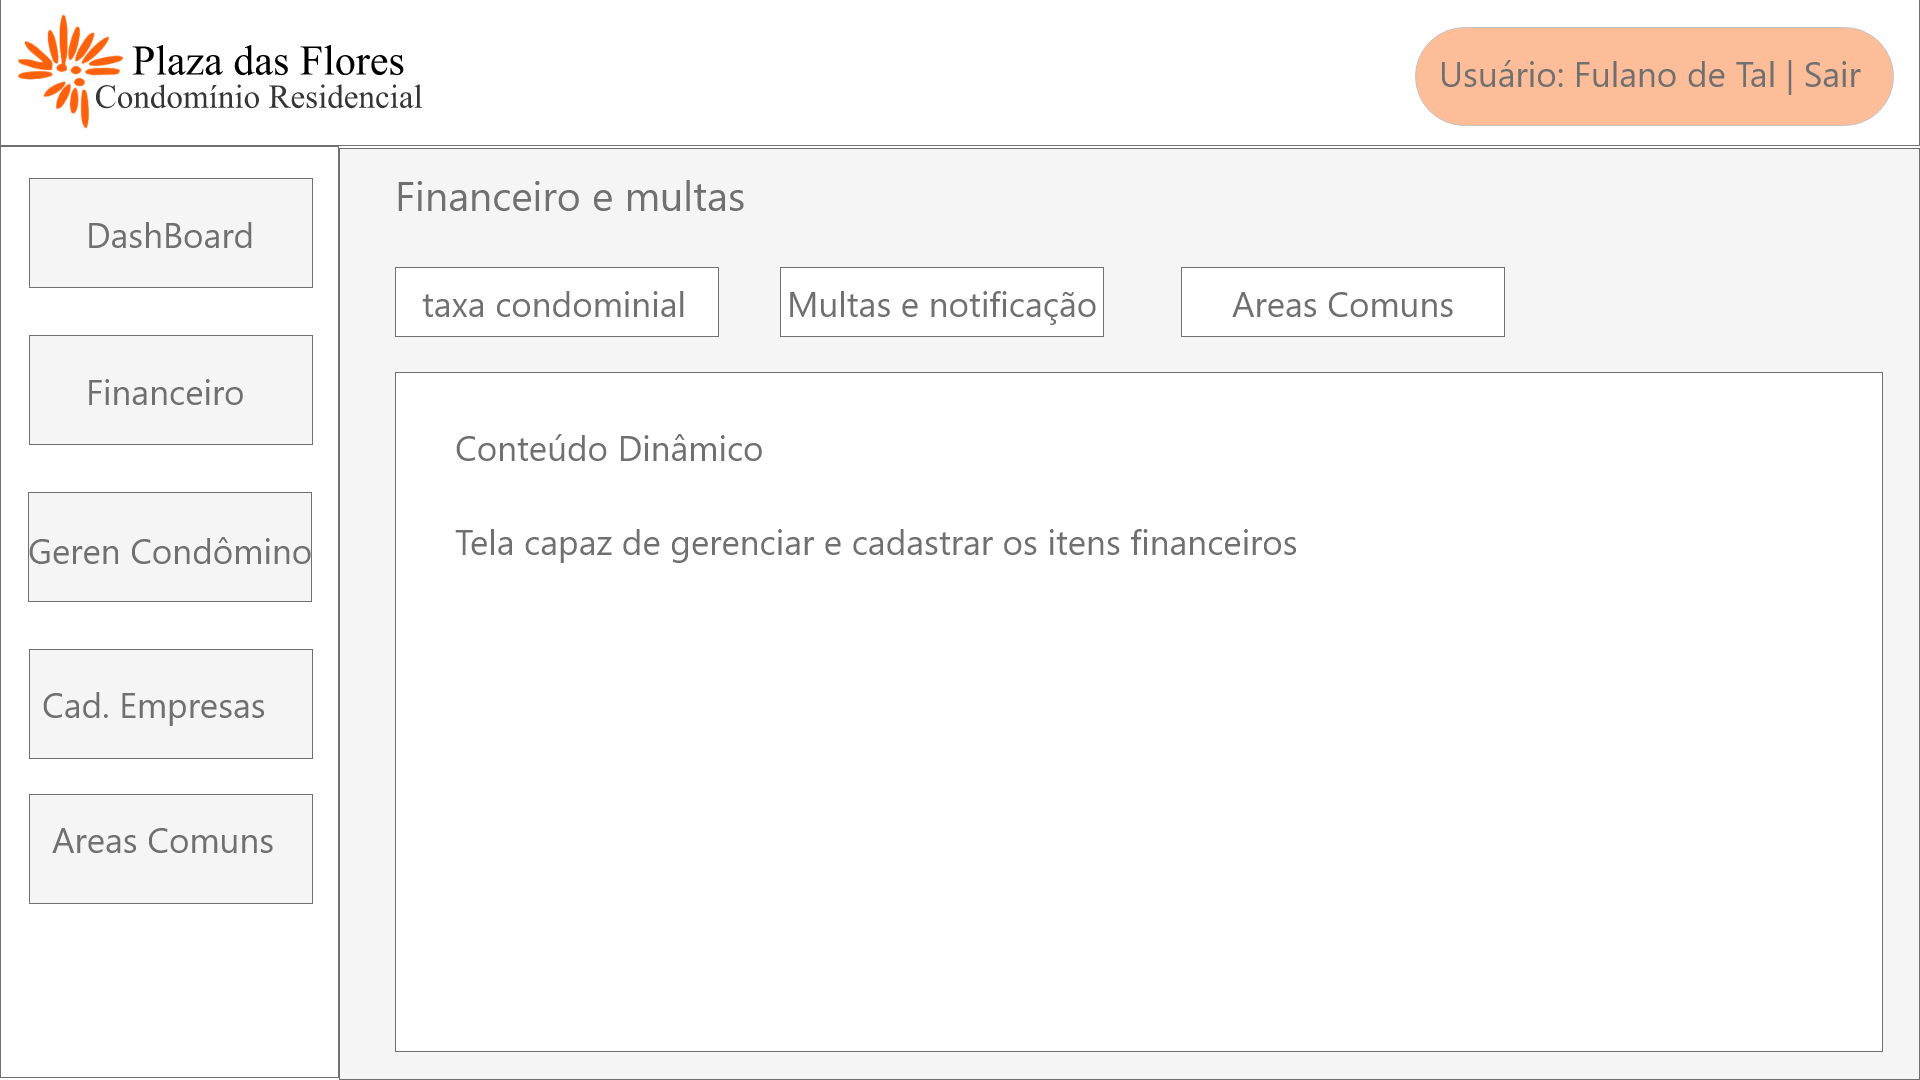 Plaza das Flores
Condomínio Residencial
Usuário: Fulano de Tal | Sair
DashBoard
Financeiro
Geren Condômino
Cad. Empresas
Areas Comuns
Financeiro e multas
taxa condominial
Multas e notificação
Areas Comuns
Conteúdo Dinâmico
Tela capaz de gerenciar e cadastrar os itens financeiros